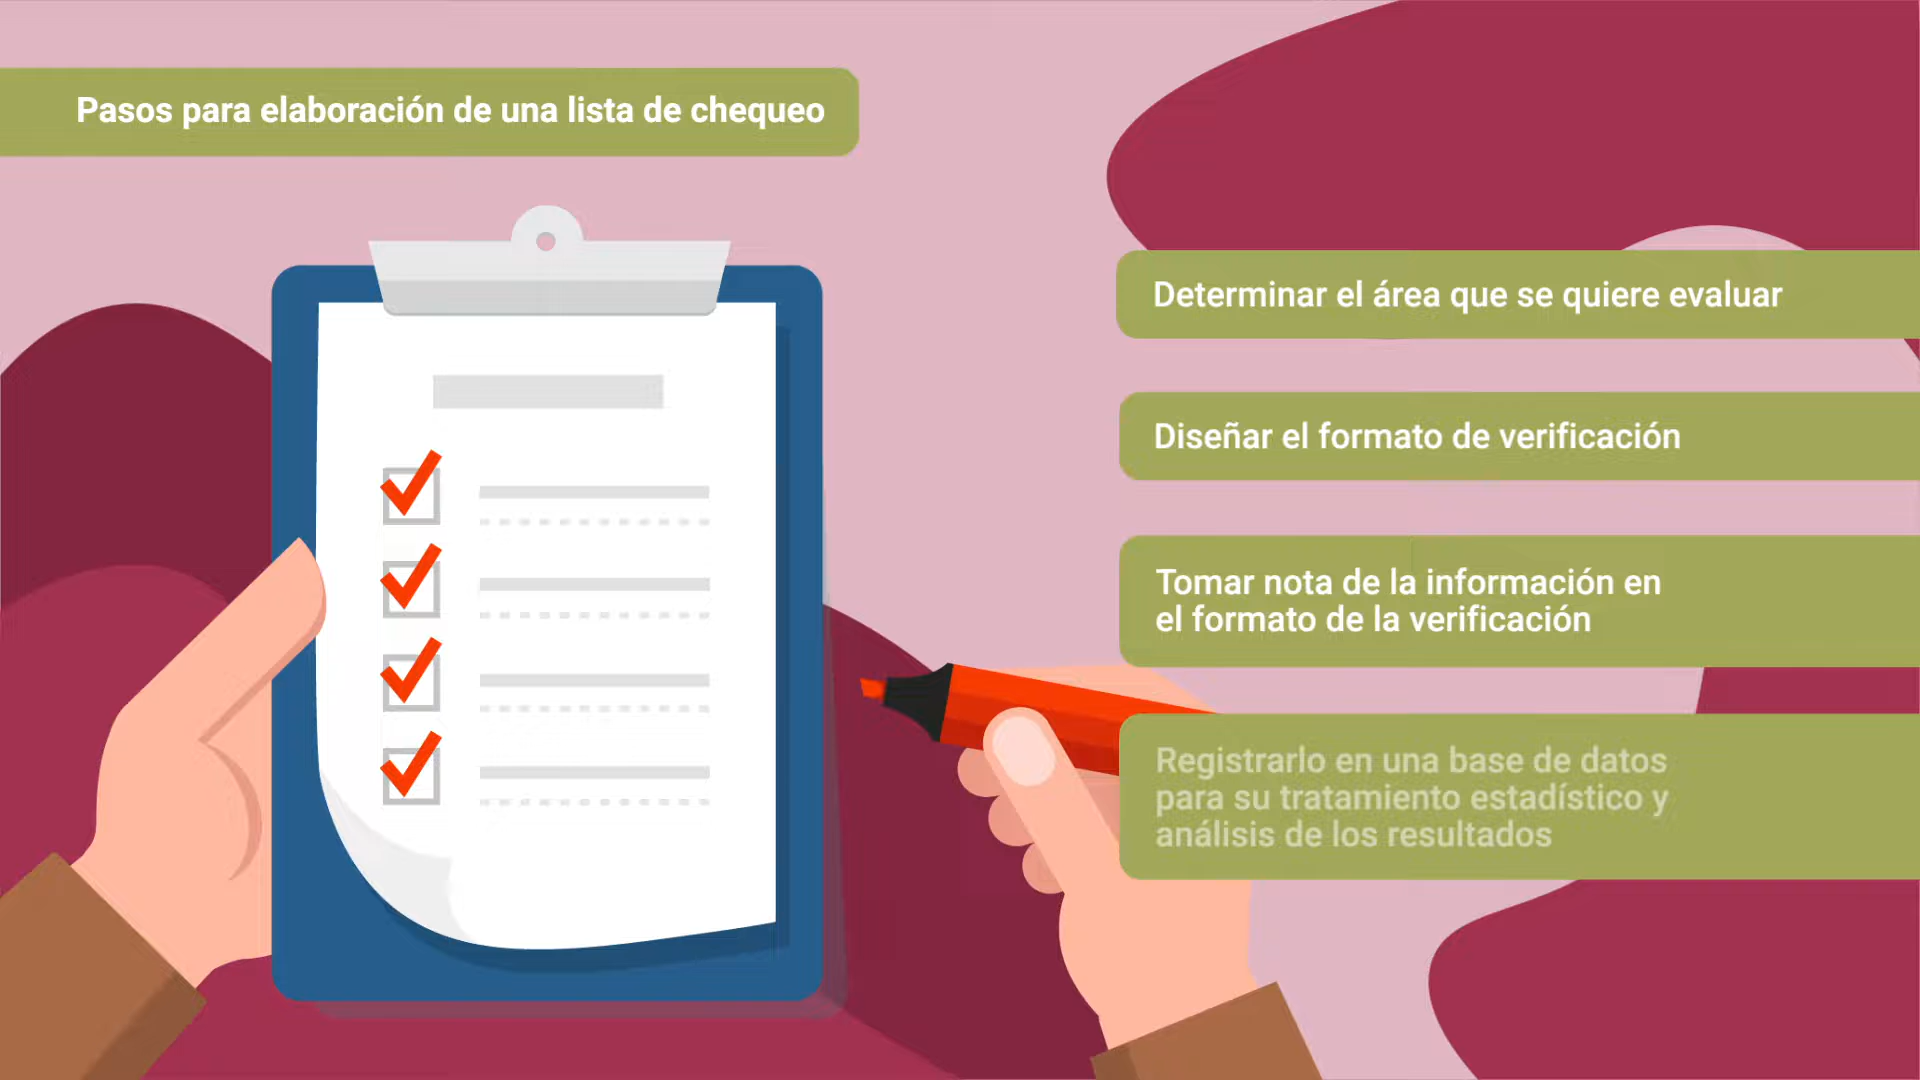 Pasos para elaboración de una lista de chequeo
Determinar el área que se quiere evaluar
Diseñar el formato de verificación
Tomar nota de la información en
el formato de la verificación
Registrarlo en una base de datos
para su tratamiento estadístico y
análisis de los resultados